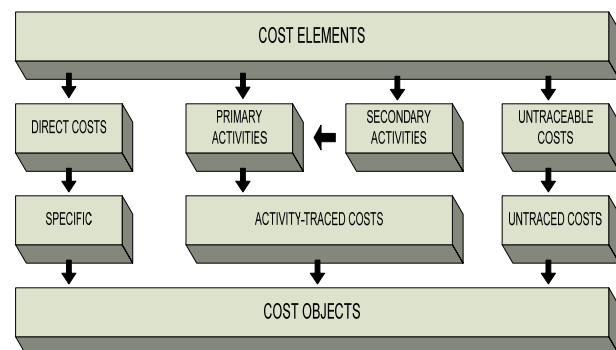 COST ELEMENTS
DIRECT COSTS
PRIMARY
ACTIVITIES
SECONDARY
ACTIVITIES
UNTRACEABLE
COSTS
SPECIFIC
ACTIVITY-TRACED COSTS
UNTRACED COSTS
COST OBJECTS